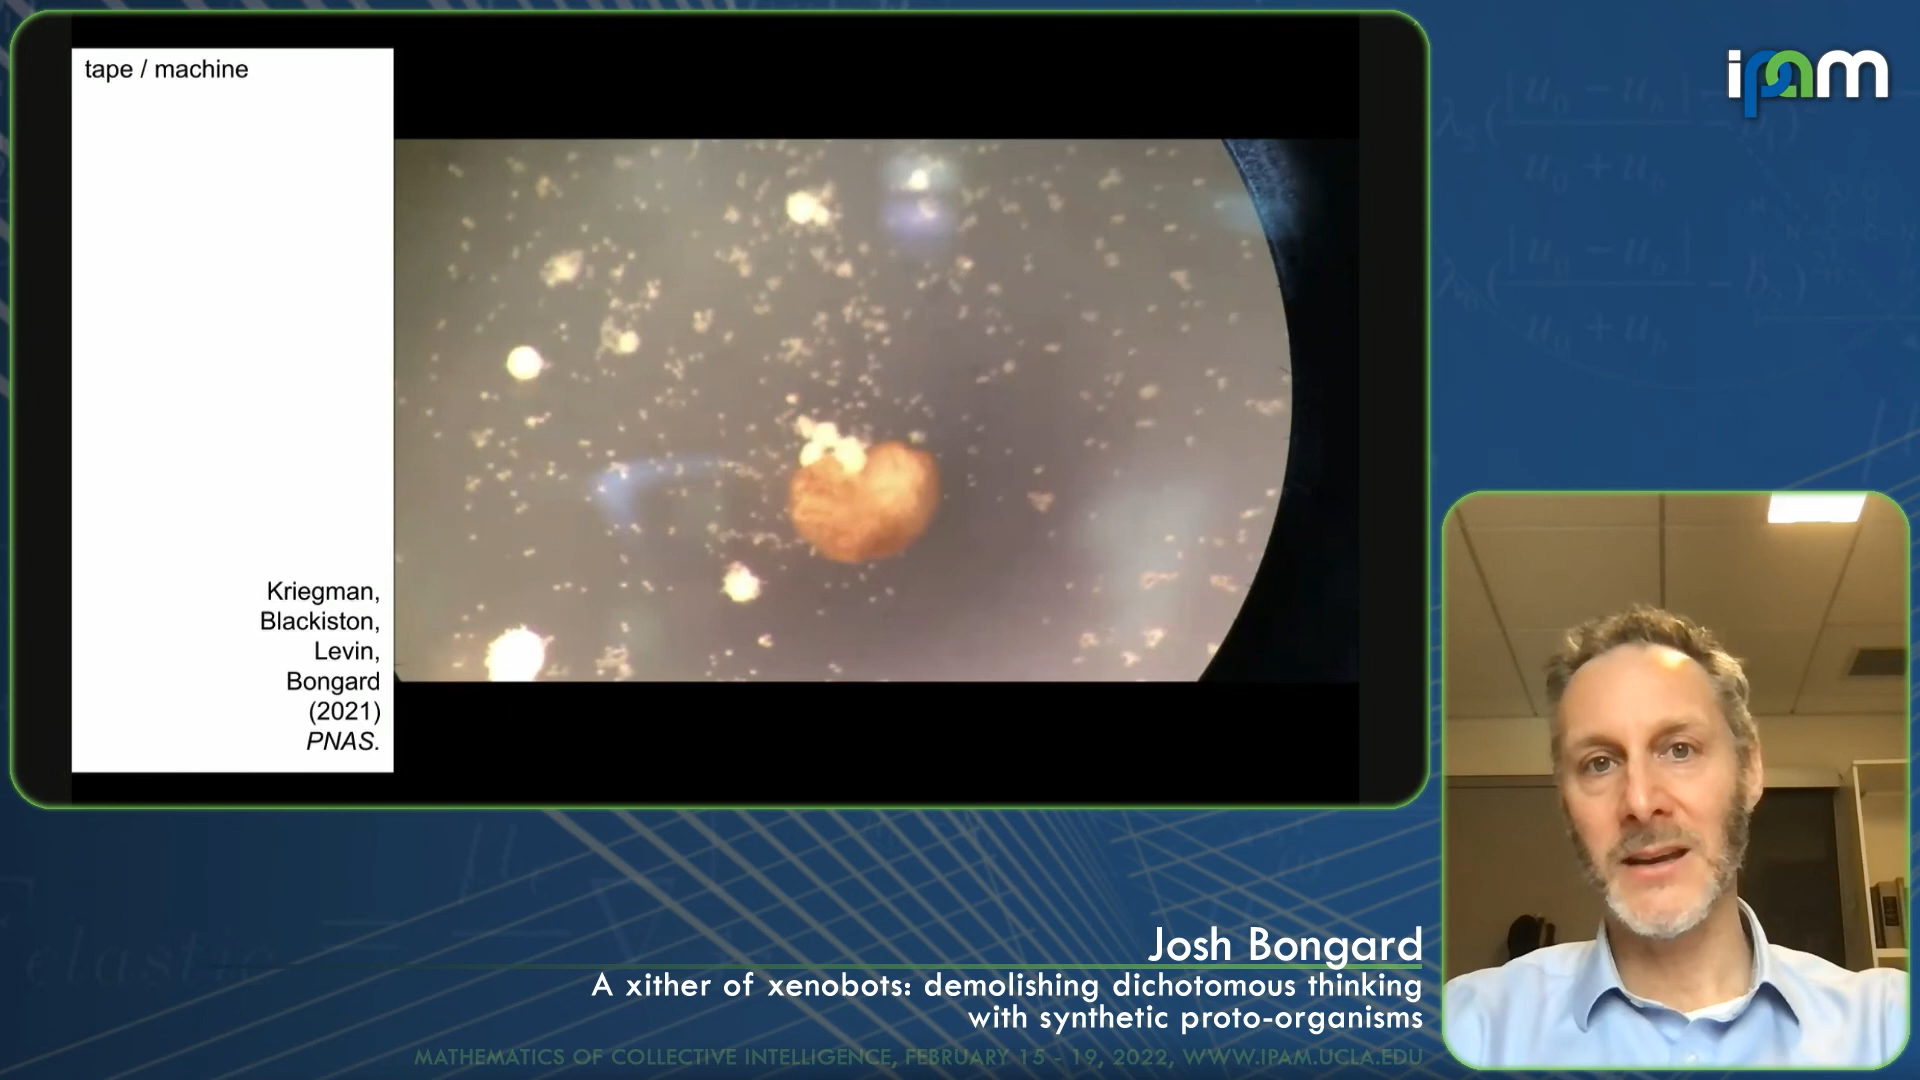 tape / machine
Kriegman,
Blackiston,
Levin,
Bongard
(2021)
PNAS.
ipam
Josh Bongard
A xither of xenobots: demolishing dichotomous thinking
with synthetic proto-organisms
MATHEMATICS OF COLLECTIVE INTELLIGENCE, FEBRUARY 15 - 19, 2022, WWW.IPAM.UCLA.EDU
elastic